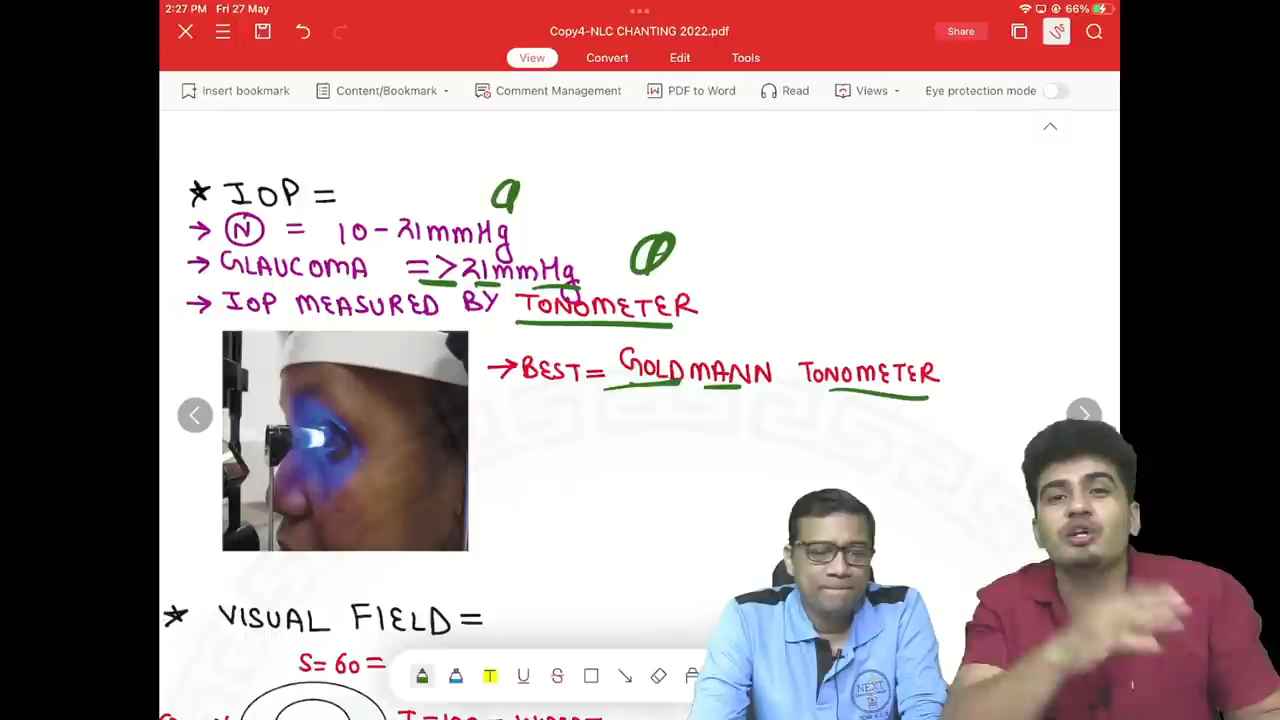 2:27 PM Fri 27 May
66%
Copy4-NLC CHANTING 2022.pdf
Share
View Convert Edit Tools
Insert bookmark Content/Bookmark Comment Management PDF to Word Read Views Eye protection mode
* IOP =
→ N = 10-21mmHg
→ GLAUCOMA => 21mmHg
→ IOP MEASURED BY TONOMETER
→ BEST = GOLDMANN TONOMETER
* VISUAL FIELD =
S= 60 =
T U S
NEXT